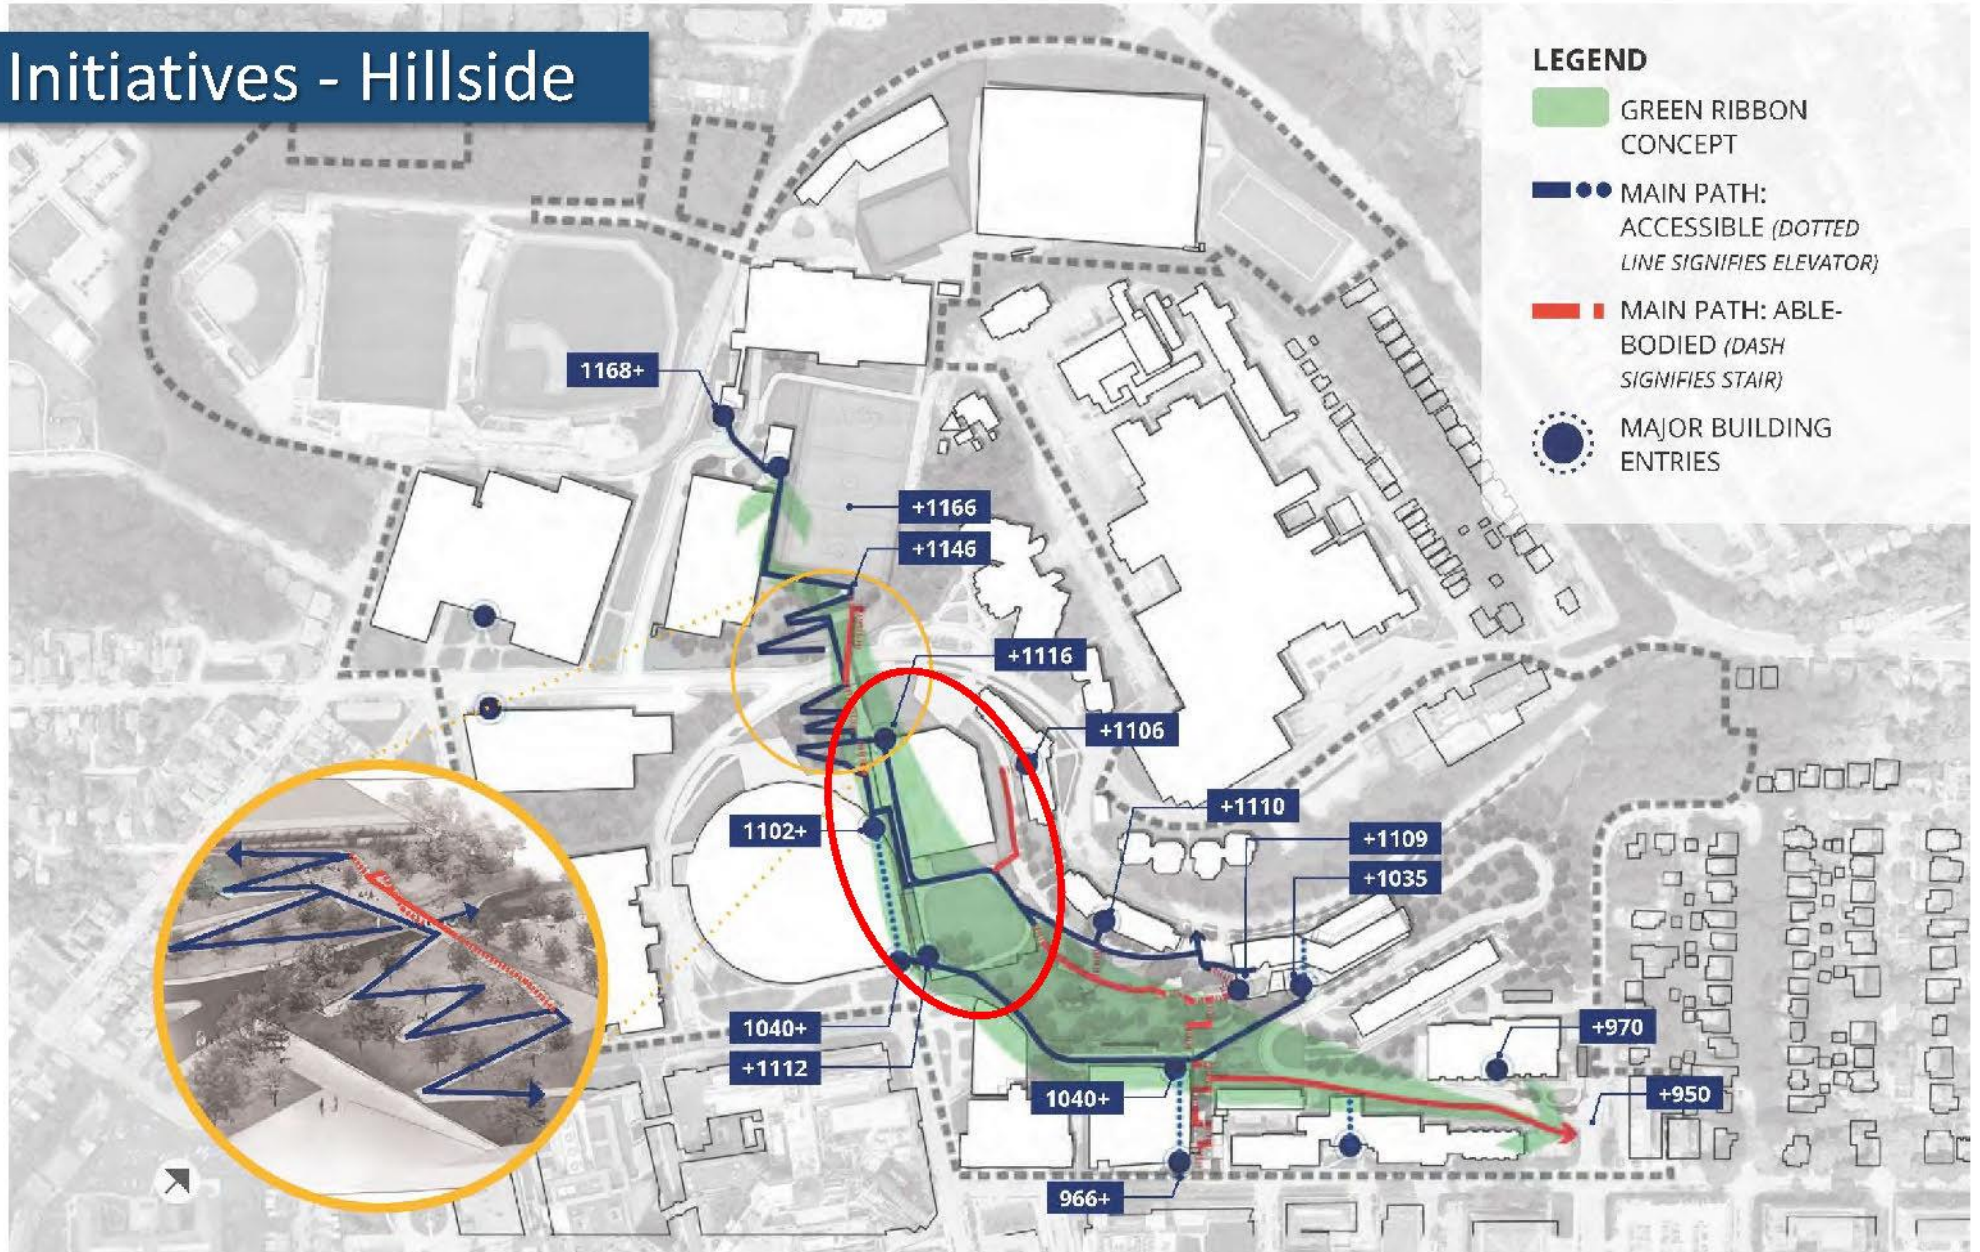 Initiatives - Hillside
LEGEND
GREEN RIBBON
CONCEPT
MAIN PATH:
ACCESSIBLE (DOTTED
LINE SIGNIFIES ELEVATOR)
MAIN PATH: ABLE-
BODIED (DASH
SIGNIFIES STAIR)
MAJOR BUILDING
ENTRIES
1168+
+1166
+1146
+1116
+1106
1102+
+1110
+1109
+1035
1040+
+1112
+970
1040+
+950
966+